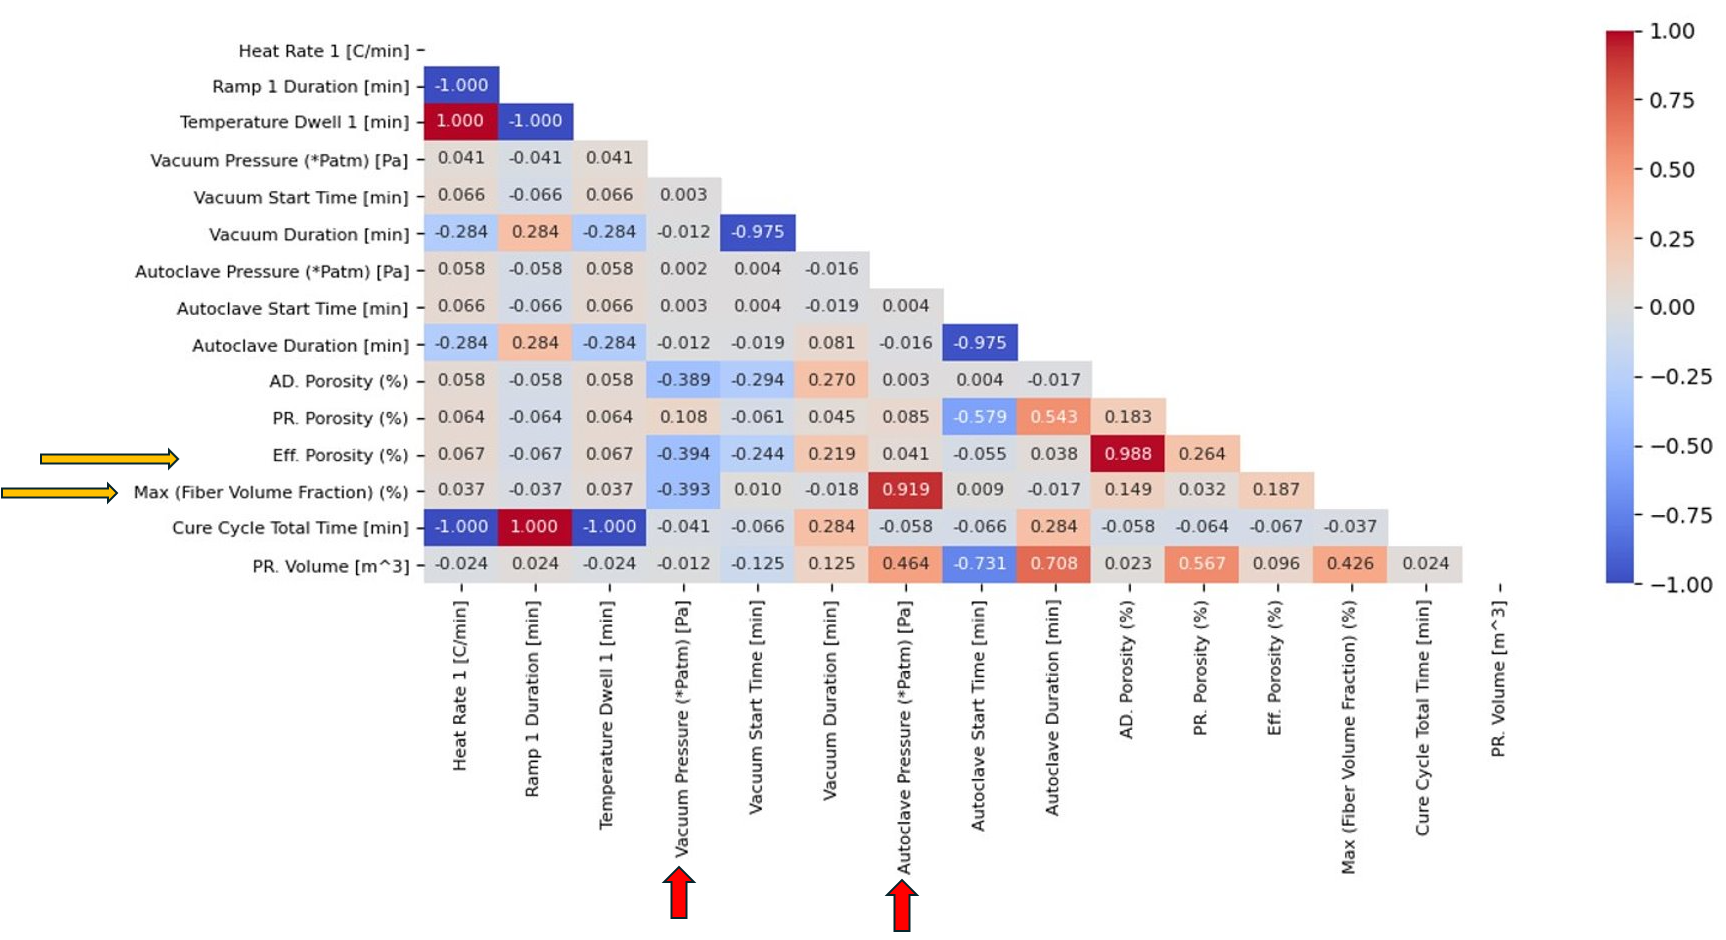 Heat Rate 1 [C/min]
Ramp 1 Duration [min] -1.000
Temperature Dwell 1 [min] 1.000 -1.000
Vacuum Pressure (*Patm) [Pa] 0.041 -0.041 0.041
Vacuum Start Time [min] 0.066 -0.066 0.066 0.003
Vacuum Duration [min] -0.284 0.284 -0.284 -0.012 -0.975
Autoclave Pressure (*Patm) [Pa] 0.058 -0.058 0.058 0.002 0.004 -0.016
Autoclave Start Time [min] 0.066 -0.066 0.066 0.003 0.004 -0.019 0.004
Autoclave Duration [min] -0.284 0.284 -0.284 -0.012 -0.019 0.081 -0.016 -0.975
AD. Porosity (%) 0.058 -0.058 0.058 -0.389 -0.294 0.270 0.003 0.004 -0.017
PR. Porosity (%) 0.064 -0.064 0.064 0.108 -0.061 0.045 0.085 -0.579 0.543 0.183
Eff. Porosity (%) 0.067 -0.067 0.067 -0.394 -0.244 0.219 0.041 -0.055 0.038 0.988 0.264
Max (Fiber Volume Fraction) (%) 0.037 -0.037 0.037 -0.393 0.010 -0.018 0.919 0.009 -0.017 0.149 0.032 0.187
Cure Cycle Total Time [min] -1.000 1.000 -1.000 -0.041 -0.066 0.284 -0.058 -0.066 0.284 -0.058 -0.064 -0.067 -0.037
PR. Volume [m^3] -0.024 0.024 -0.024 -0.012 -0.125 0.125 0.464 -0.731 0.708 0.023 0.567 0.096 0.426 0.024
Heat Rate 1 [C/min]
Ramp 1 Duration [min]
Temperature Dwell 1 [min]
Vacuum Pressure (*Patm) [Pa]
Vacuum Start Time [min]
Vacuum Duration [min]
Autoclave Pressure (*Patm) [Pa]
Autoclave Start Time [min]
Autoclave Duration [min]
AD. Porosity (%)
PR. Porosity (%)
Eff. Porosity (%)
Max (Fiber Volume Fraction) (%)
Cure Cycle Total Time [min]
PR. Volume [m^3]
1.00
0.75
0.50
0.25
0.00
−0.25
−0.50
−0.75
−1.00